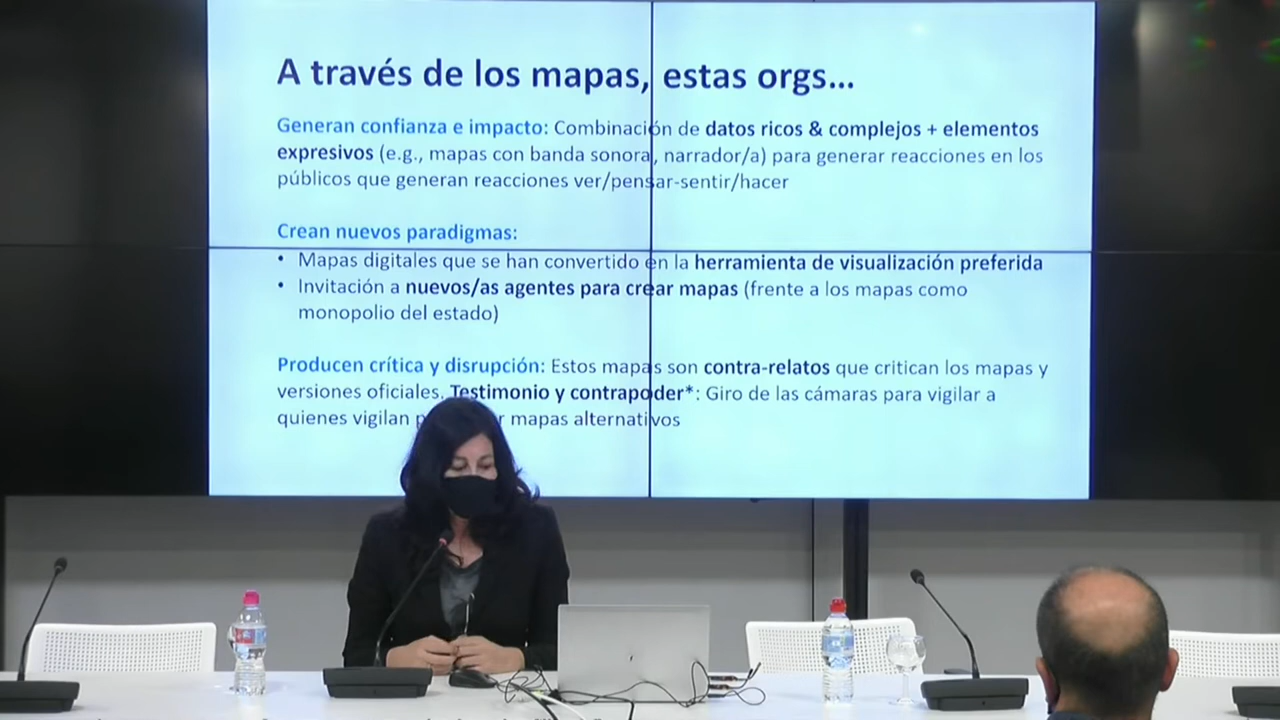 A través de los mapas, estas orgs...
Generan confianza e impacto: Combinación de datos ricos & complejos + elementos
expresivos (e.g., mapas con banda sonora, narrador/a) para generar reacciones en los
públicos que generan reacciones ver/pensar-sentir/hacer
Crean nuevos paradigmas:
• Mapas digitales que se han convertido en la herramienta de visualización preferida
• Invitación a nuevos/as agentes para crear mapas (frente a los mapas como
monopolio del estado)
Producen crítica y disrupción: Estos mapas son contra-relatos que critican los mapas y
versiones oficiales. Testimonio y contrapoder*: Giro de las cámaras para vigilar a
quienes vigilan mapas alternativos